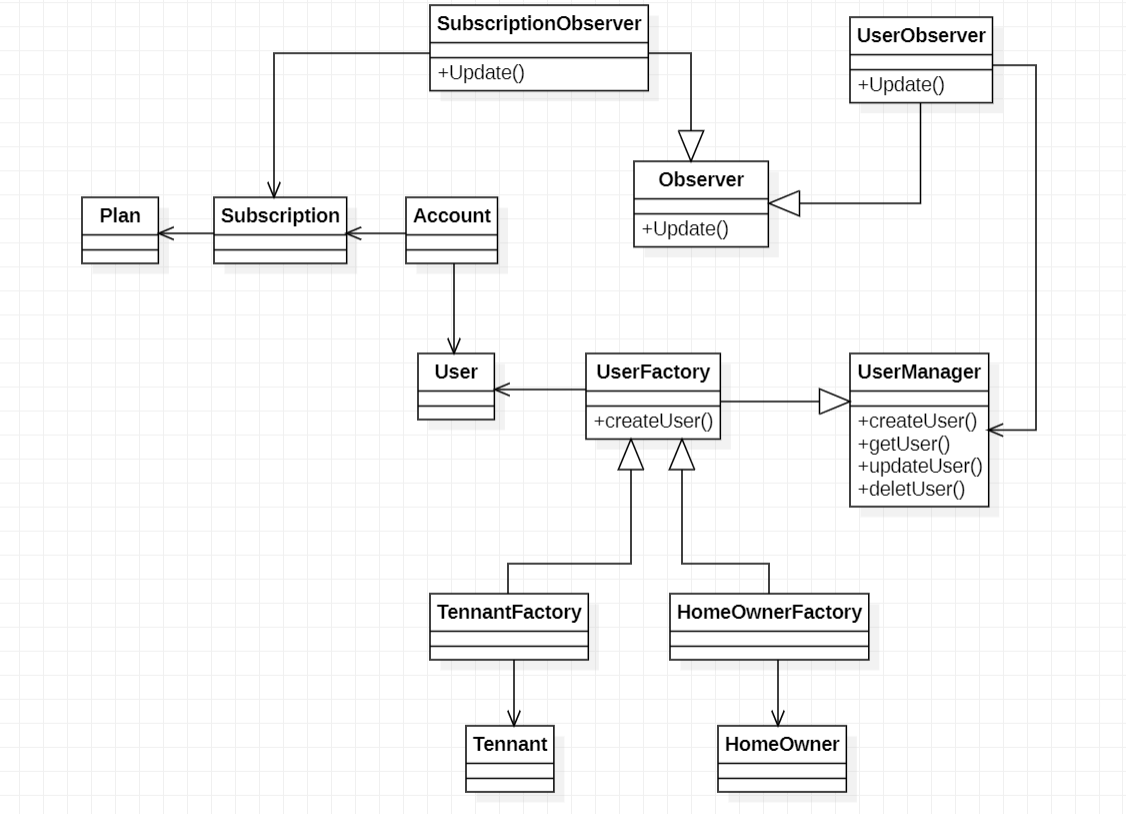 SubscriptionObserver
+Update()
UserObserver
+Update()
Observer
+Update()
Plan
Subscription
Account
User
UserFactory
+createUser()
UserManager
+createUser()
+getUser()
+updateUser()
+deletUser()
TennantFactory
HomeOwnerFactory
Tennant
HomeOwner